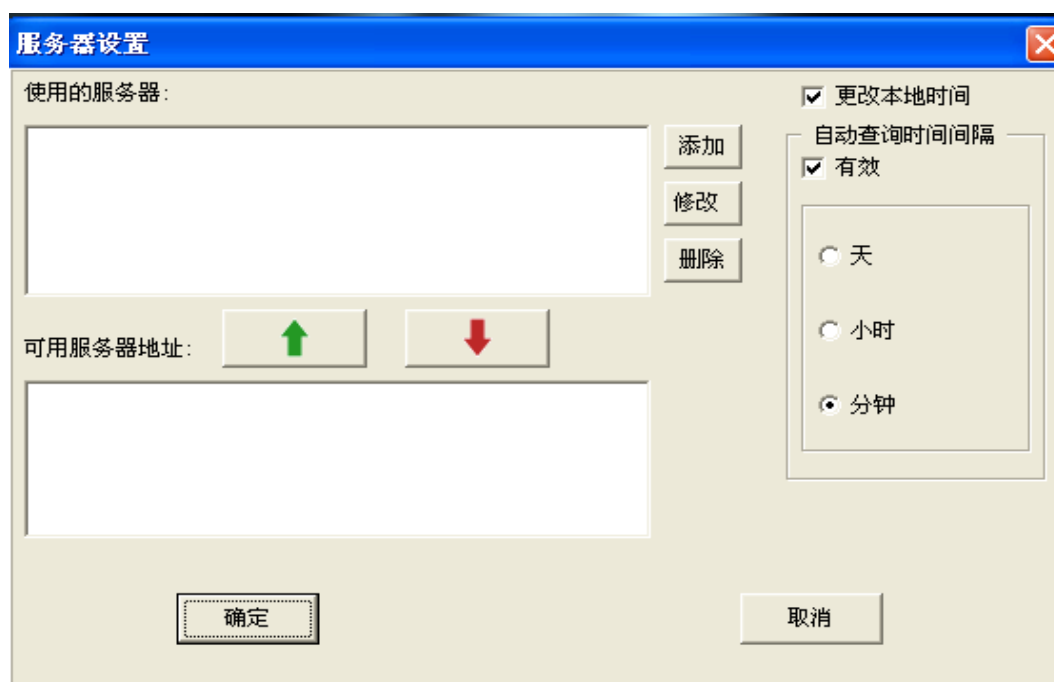 服务器设置
使用的服务器:
更改本地时间
添加
自动查询时间间隔
有效
修改
删除
天
可用服务器地址:
小时
分钟
确定
取消